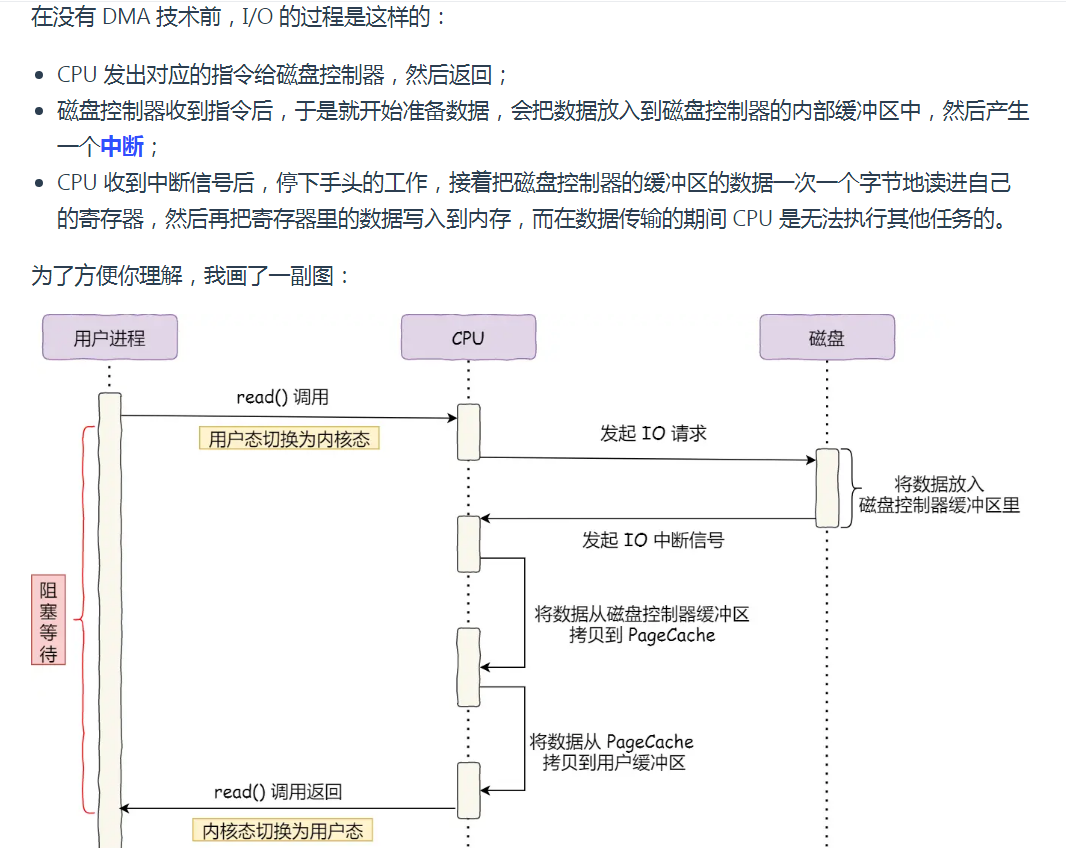 在没有 DMA 技术前，I/O 的过程是这样的：
CPU 发出对应的指令给磁盘控制器，然后返回；
磁盘控制器收到指令后，于是就开始准备数据，会把数据放入到磁盘控制器的内部缓冲区中，然后产生
一个中断；
CPU 收到中断信号后，停下手头的工作，接着把磁盘控制器的缓冲区的数据一次一个字节地读进自己
的寄存器，然后再把寄存器里的数据写入到内存，而在数据传输的期间 CPU 是无法执行其他任务的。
为了方便你理解，我画了一副图：
用户进程
CPU
磁盘
read() 调用
用户态切换为内核态
发起 IO 请求
将数据放入
磁盘控制器缓冲区里
发起 IO 中断信号
阻塞等待
将数据从磁盘控制器缓冲区
拷贝到 PageCache
将数据从 PageCache
拷贝到用户缓冲区
read() 调用返回
内核态切换为用户态